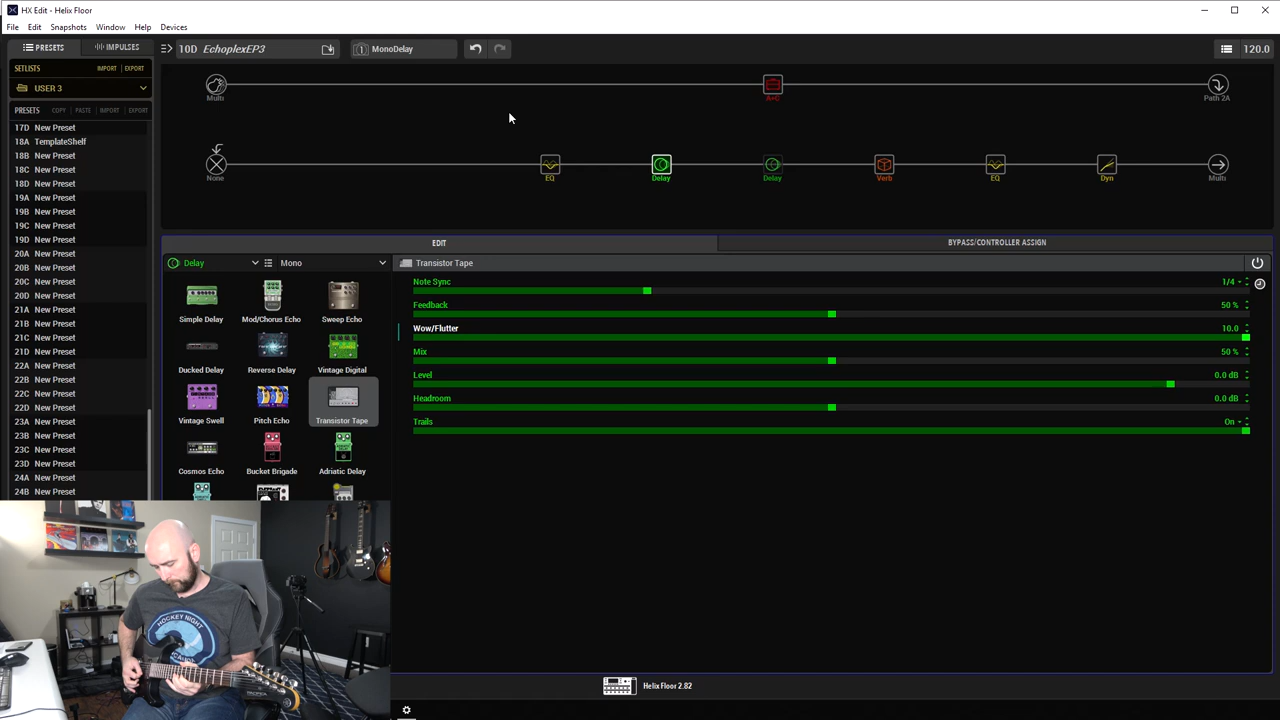 HX Edit - Helix Floor
File Edit Snapshots Window Help Devices
PRESETS IMPULSES
10D EchoplexEP3
1 MonoDelay
120.0
SETLISTS IMPORT EXPORT
USER 3
PRESETS COPY PASTE IMPORT EXPORT
17D New Preset
18A TemplateShelf
18B New Preset
18C New Preset
18D New Preset
19A New Preset
19B New Preset
19C New Preset
19D New Preset
20A New Preset
20B New Preset
20C New Preset
20D New Preset
21A New Preset
21B New Preset
21C New Preset
21D New Preset
22A New Preset
22B New Preset
22C New Preset
22D New Preset
23A New Preset
23B New Preset
23C New Preset
23D New Preset
24A New Preset
24B New Preset
Multi A+C Path 2A
None EQ Delay Delay Verb EQ Dyn Multi
EDIT BYPASS/CONTROLLER ASSIGN
Delay Mono
Simple Delay Mod/Chorus Echo Sweep Echo
Ducked Delay Reverse Delay Vintage Digital
Vintage Swell Pitch Echo Transistor Tape
Cosmos Echo Bucket Brigade Adriatic Delay
Transistor Tape
Note Sync 1/4
Feedback 50 %
Wow/Flutter 10.0
Mix 50 %
Level 0.0 dB
Headroom 0.0 dB
Trails On
HOCKEY NIGHT
Helix Floor 2.82